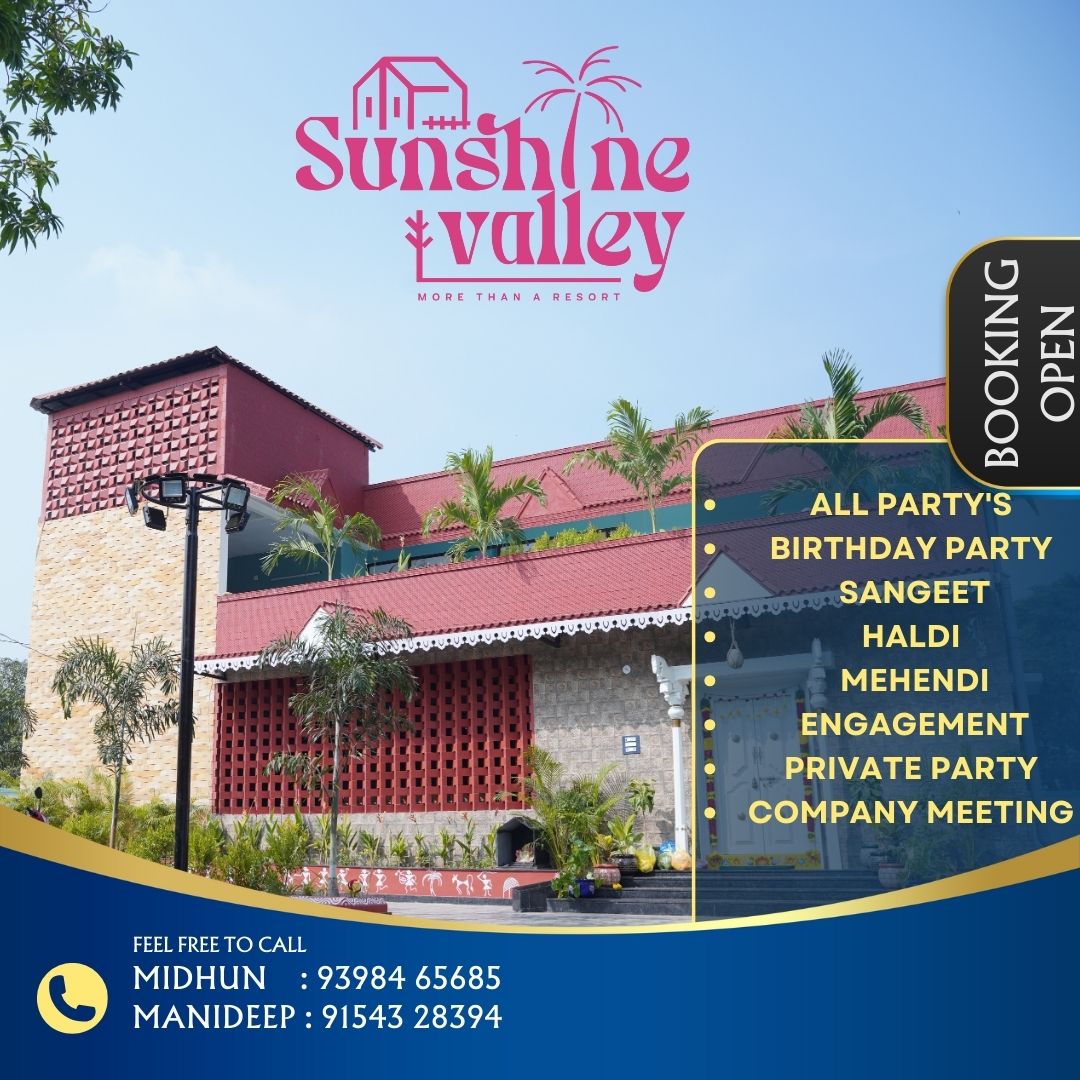 Sunshine
valley
MORE THAN A RESORT
BOOKING
OPEN
ALL PARTY'S
BIRTHDAY PARTY
SANGEET
HALDI
MEHENDI
ENGAGEMENT
PRIVATE PARTY
COMPANY MEETING
FEEL FREE TO CALL
MIDHUN : 93984 65685
MANIDEEP : 91543 28394